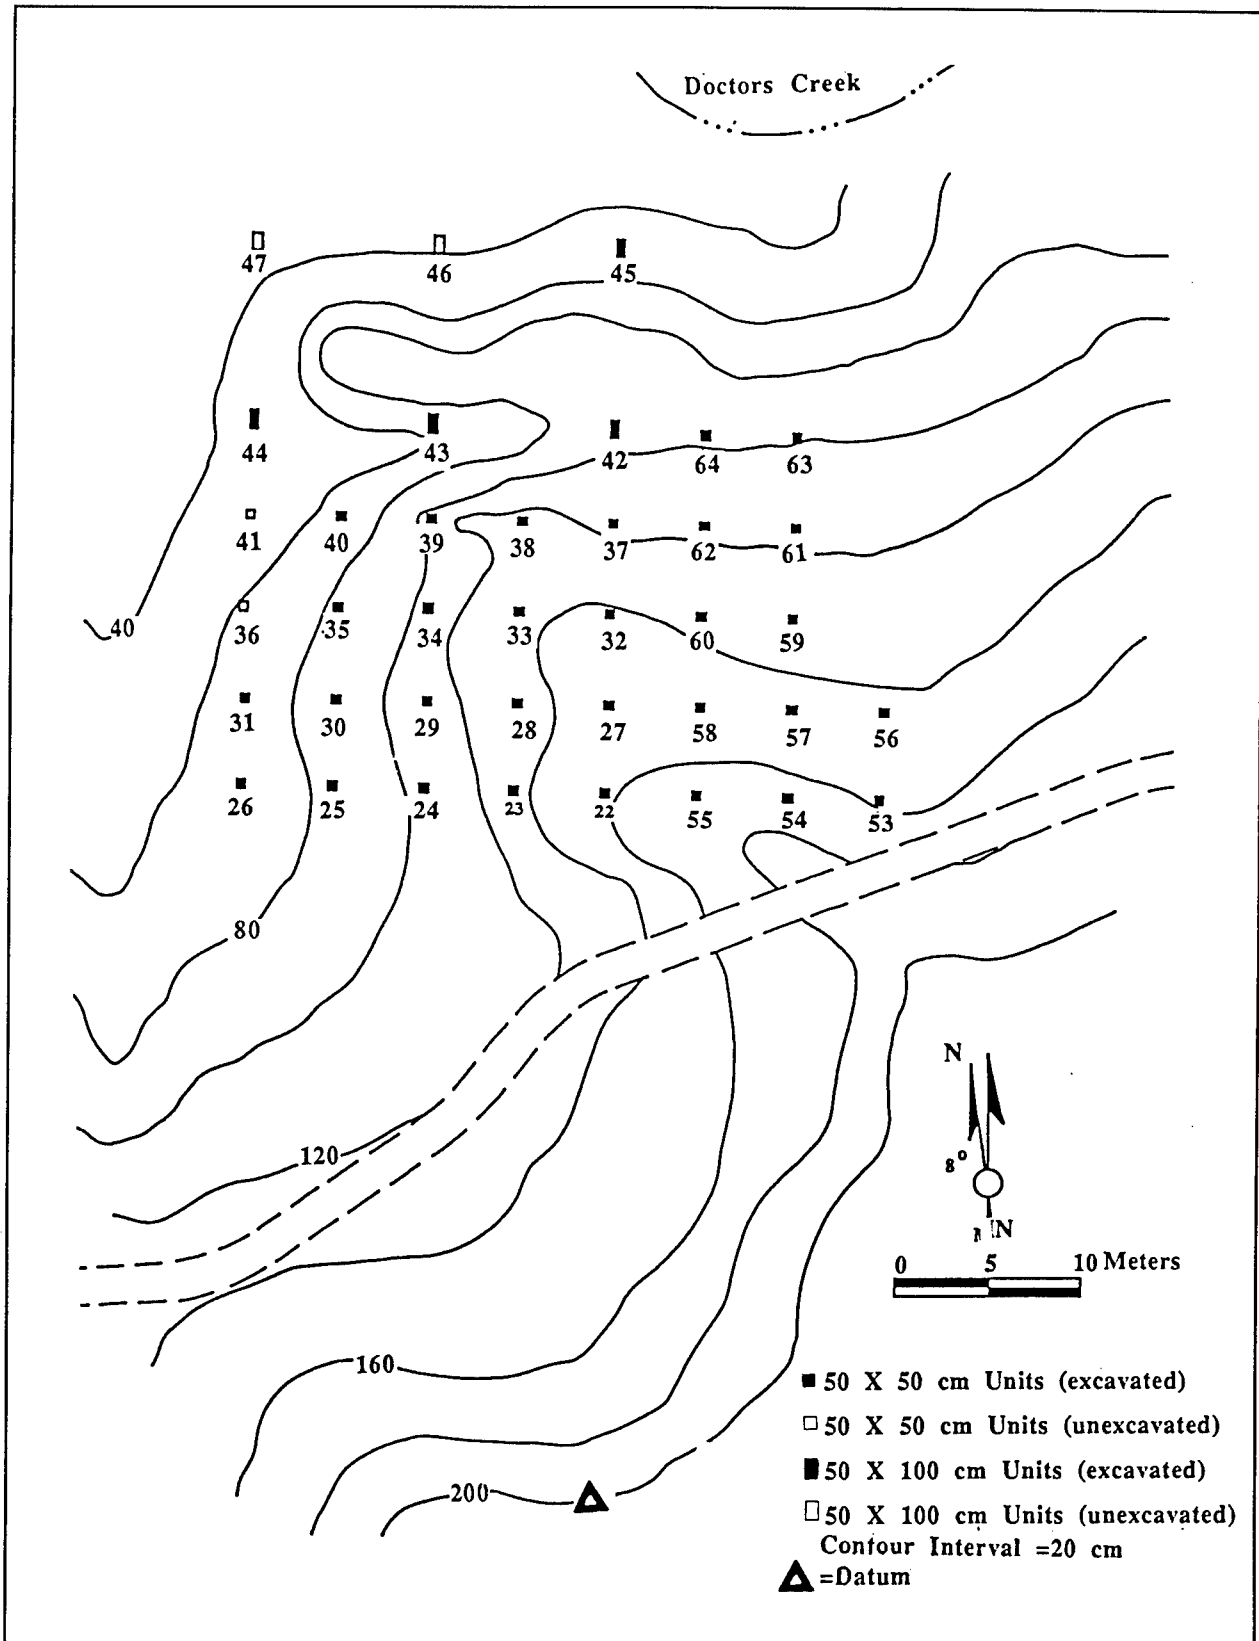 Doctors Creek
47 46 45
44 43 42 64 63
41 40 39 38 37 62 61
40
36 35 34 33 32 60 59
31 30 29 28 27 58 57 56
26 25 24 23 22 55 54 53
80
N
120
8°
N
0 5 10 Meters
160
50 X 50 cm Units (excavated)
50 X 50 cm Units (unexcavated)
50 X 100 cm Units (excavated)
200
50 X 100 cm Units (unexcavated)
Contour Interval =20 cm
=Datum